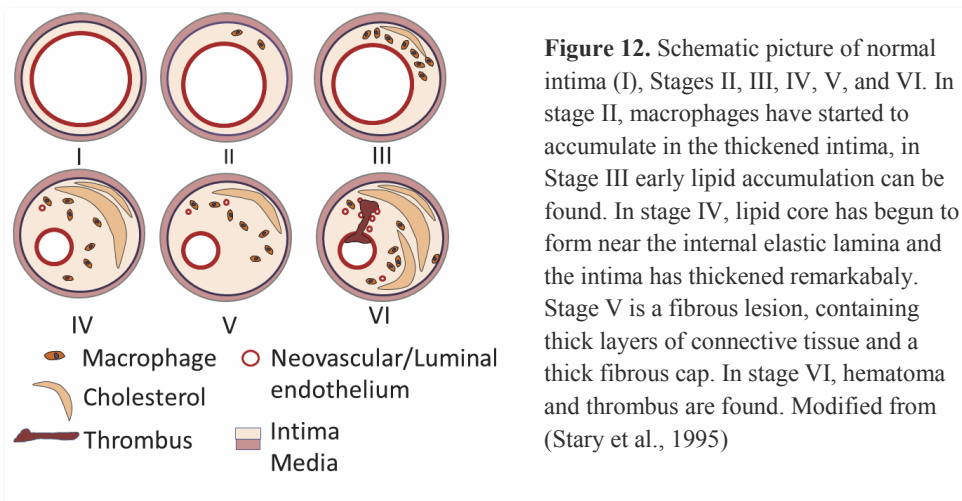 I
II
III
IV
V
VI
Macrophage
Cholesterol
Thrombus
Neovascular/Luminal
endothelium
Intima
Media
Figure 12. Schematic picture of normal
intima (I), Stages II, III, IV, V, and VI. In
stage II, macrophages have started to
accumulate in the thickened intima, in
Stage III early lipid accumulation can be
found. In stage IV, lipid core has begun to
form near the internal elastic lamina and
the intima has thickened remarkabaly.
Stage V is a fibrous lesion, containing
thick layers of connective tissue and a
thick fibrous cap. In stage VI, hematoma
and thrombus are found. Modified from
(Stary et al., 1995)